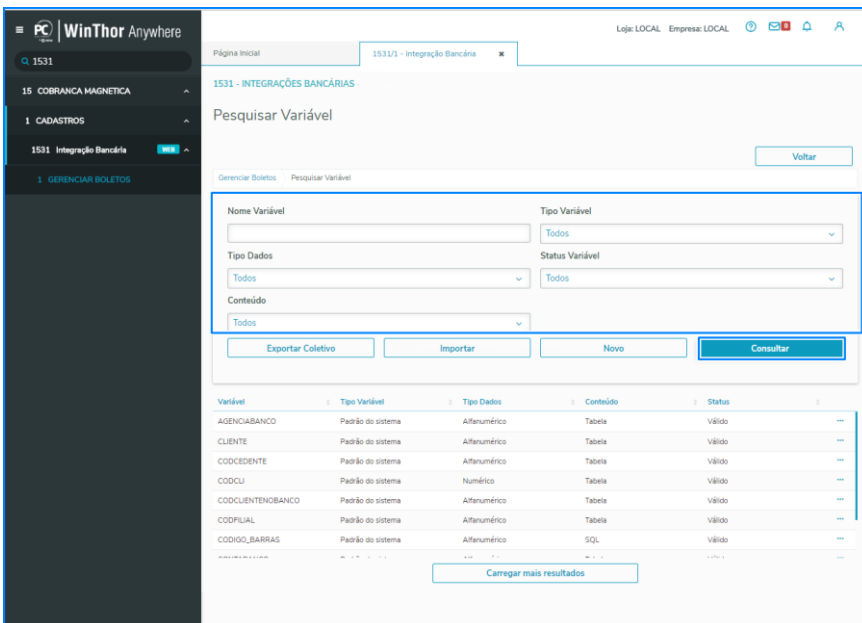 PC WinThor Anywhere
Loja: LOCAL Empresa: LOCAL
1531
Página Inicial
1531/1 - Integração Bancária
15 COBRANCA MAGNETICA
1 CADASTROS
1531 Integração Bancária WEB
1 GERENCIAR BOLETOS
1531 - INTEGRAÇÕES BANCÁRIAS
Pesquisar Variável
Voltar
Gerenciar Boletos Pesquisar Variável
Nome Variável Tipo Variável
Todos
Tipo Dados Status Variável
Todos Todos
Conteúdo
Todos
Exportar Coletivo Importar Novo Consultar
Variável Tipo Variável Tipo Dados Conteúdo Status
AGENCIABANCO Padrão do sistema Alfanumérico Tabela Válido ...
CLIENTE Padrão do sistema Alfanumérico Tabela Válido ...
CODCEDENTE Padrão do sistema Alfanumérico Tabela Válido ...
CODCLI Padrão do sistema Numérico Tabela Válido ...
CODCLIENTENOBANCO Padrão do sistema Alfanumérico Tabela Válido ...
CODFILIAL Padrão do sistema Alfanumérico Tabela Válido ...
CODIGO_BARRAS Padrão do sistema Alfanumérico SQL Válido ...
Carregar mais resultados